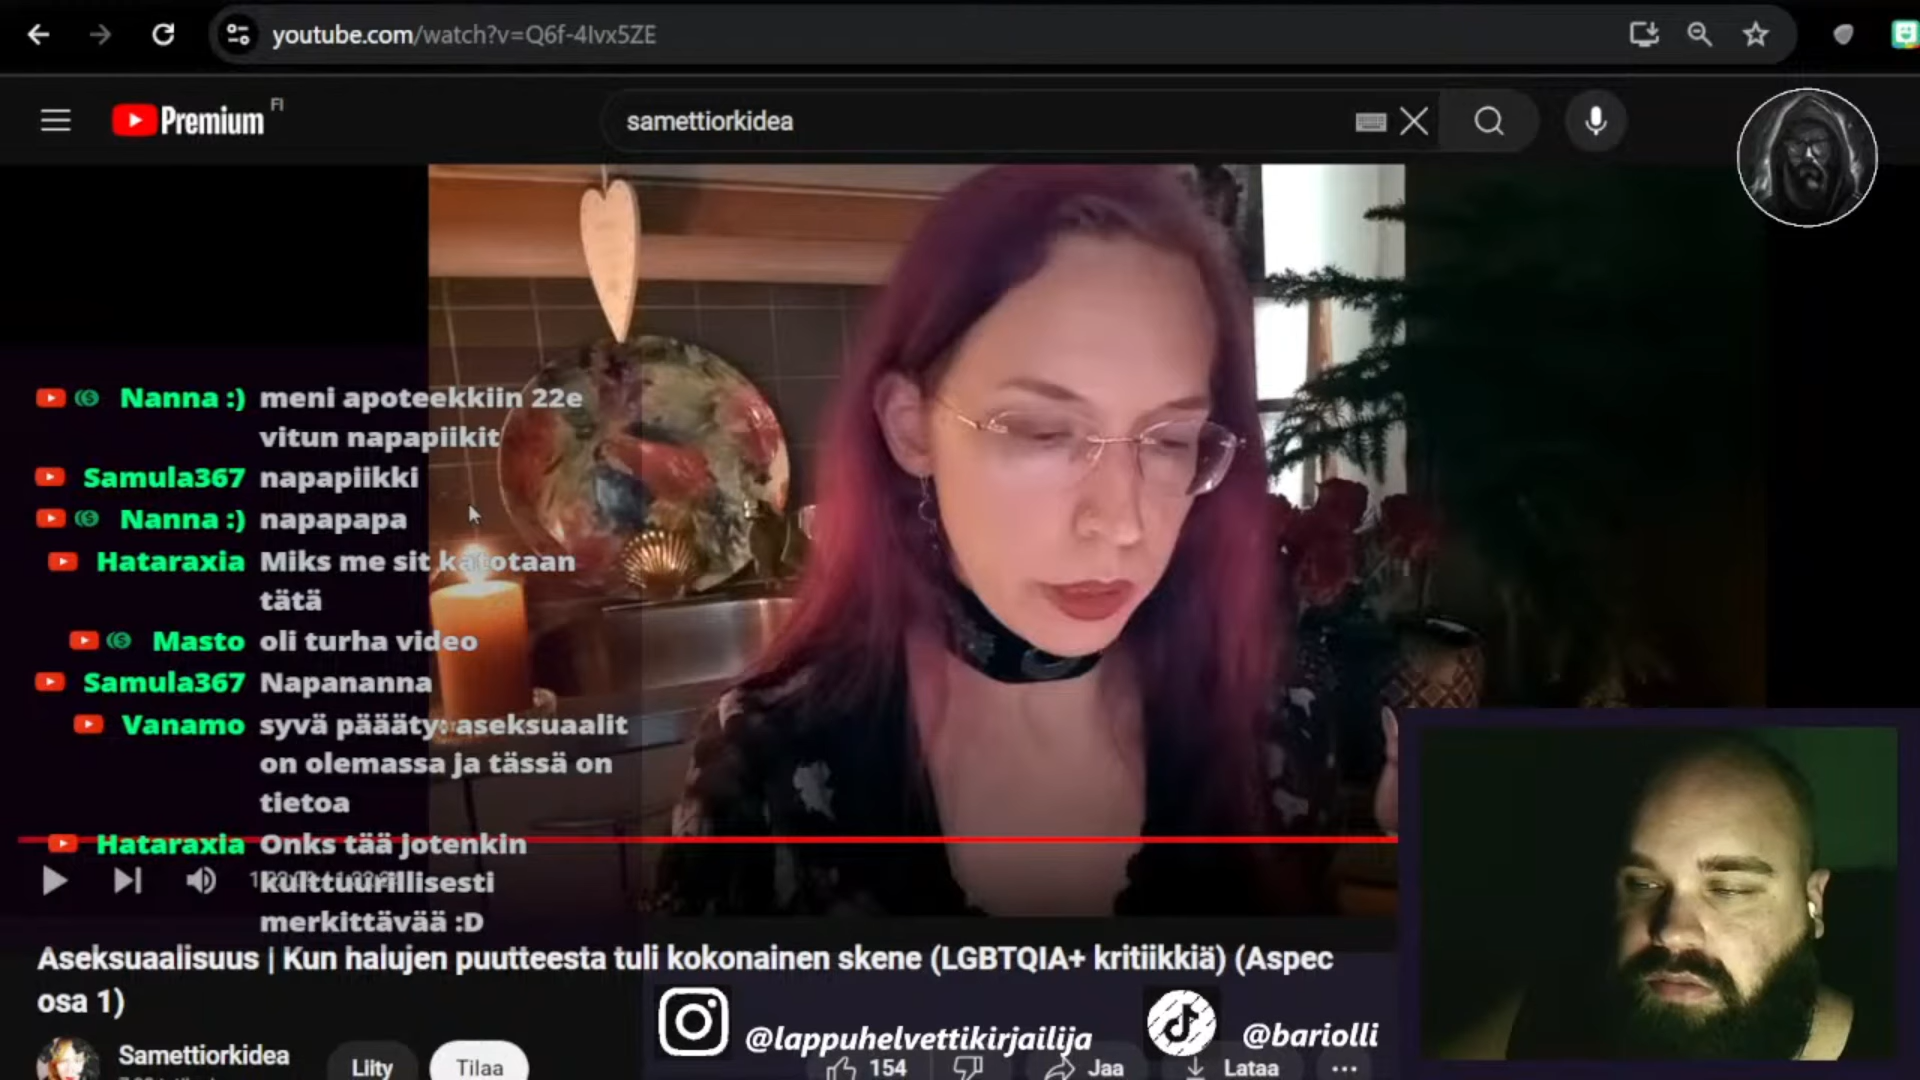 youtube.com/watch?v=Q6f-4lvx5ZE
Premium FI
samettiorkidea
Nanna :) meni apoteekkiin 22e
vitun napapiikit
Samula367 napapiikki
Nanna :) napapapa
Hataraxia Miks me sit katotaan
tätä
Masto oli turha video
Samula367 Napananna
Vanamo syvä päääty: aseksuaalit
on olemassa ja tässä on
tietoa
Hataraxia Onks tää jotenkin
kulttuurillisesti
merkittävää :D
Aseksuaalisuus | Kun halujen puutteesta tuli kokonainen skene (LGBTQIA+ kritiikkiä) (Aspec
osa 1)
@lappuhelvettikirjailija
@bariolli
Samettiorkidea
Liity
Tilaa
154
Jaa
Lataa